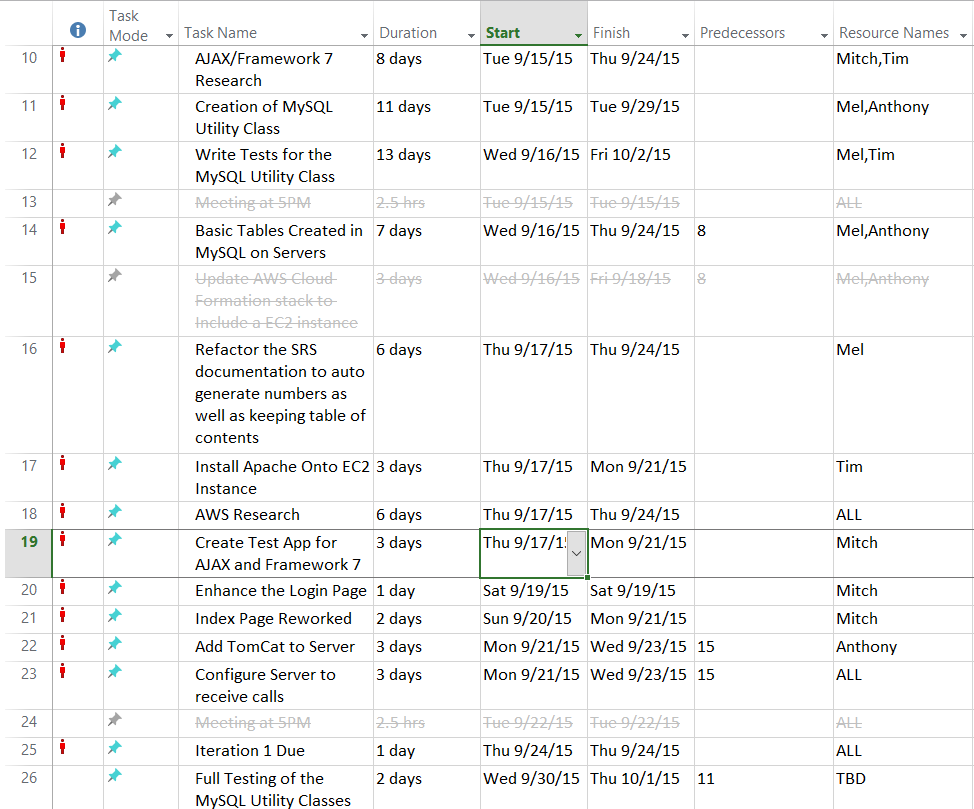 Task Mode Task Name Duration Start Finish Predecessors Resource Names
10 AJAX/Framework 7 8 days Tue 9/15/15 Thu 9/24/15 Mitch,Tim
Research
11 Creation of MySQL 11 days Tue 9/15/15 Tue 9/29/15 Mel,Anthony
Utility Class
12 Write Tests for the 13 days Wed 9/16/15 Fri 10/2/15 Mel,Tim
MySQL Utility Class
13 Meeting at 5PM 2.5 hrs Tue 9/15/15 Tue 9/15/15 ALL
14 Basic Tables Created in 7 days Wed 9/16/15 Thu 9/24/15 8 Mel,Anthony
MySQL on Servers
15 Update AWS Cloud 3 days Wed 9/16/15 Fri 9/18/15 8 Mel,Anthony
Formation stack to
Include a EC2 instance
16 Refactor the SRS 6 days Thu 9/17/15 Thu 9/24/15 Mel
documentation to auto
generate numbers as
well as keeping table of
contents
17 Install Apache Onto EC2 3 days Thu 9/17/15 Mon 9/21/15 Tim
Instance
18 AWS Research 6 days Thu 9/17/15 Thu 9/24/15 ALL
19 Create Test App for 3 days Thu 9/17/15 Mon 9/21/15 Mitch
AJAX and Framework 7
20 Enhance the Login Page 1 day Sat 9/19/15 Sat 9/19/15 Mitch
21 Index Page Reworked 2 days Sun 9/20/15 Mon 9/21/15 Mitch
22 Add TomCat to Server 3 days Mon 9/21/15 Wed 9/23/15 15 Anthony
23 Configure Server to 3 days Mon 9/21/15 Wed 9/23/15 15 ALL
receive calls
24 Meeting at 5PM 2.5 hrs Tue 9/22/15 Tue 9/22/15 ALL
25 Iteration 1 Due 1 day Thu 9/24/15 Thu 9/24/15 ALL
26 Full Testing of the 2 days Wed 9/30/15 Thu 10/1/15 11 TBD
MySQL Utility Classes